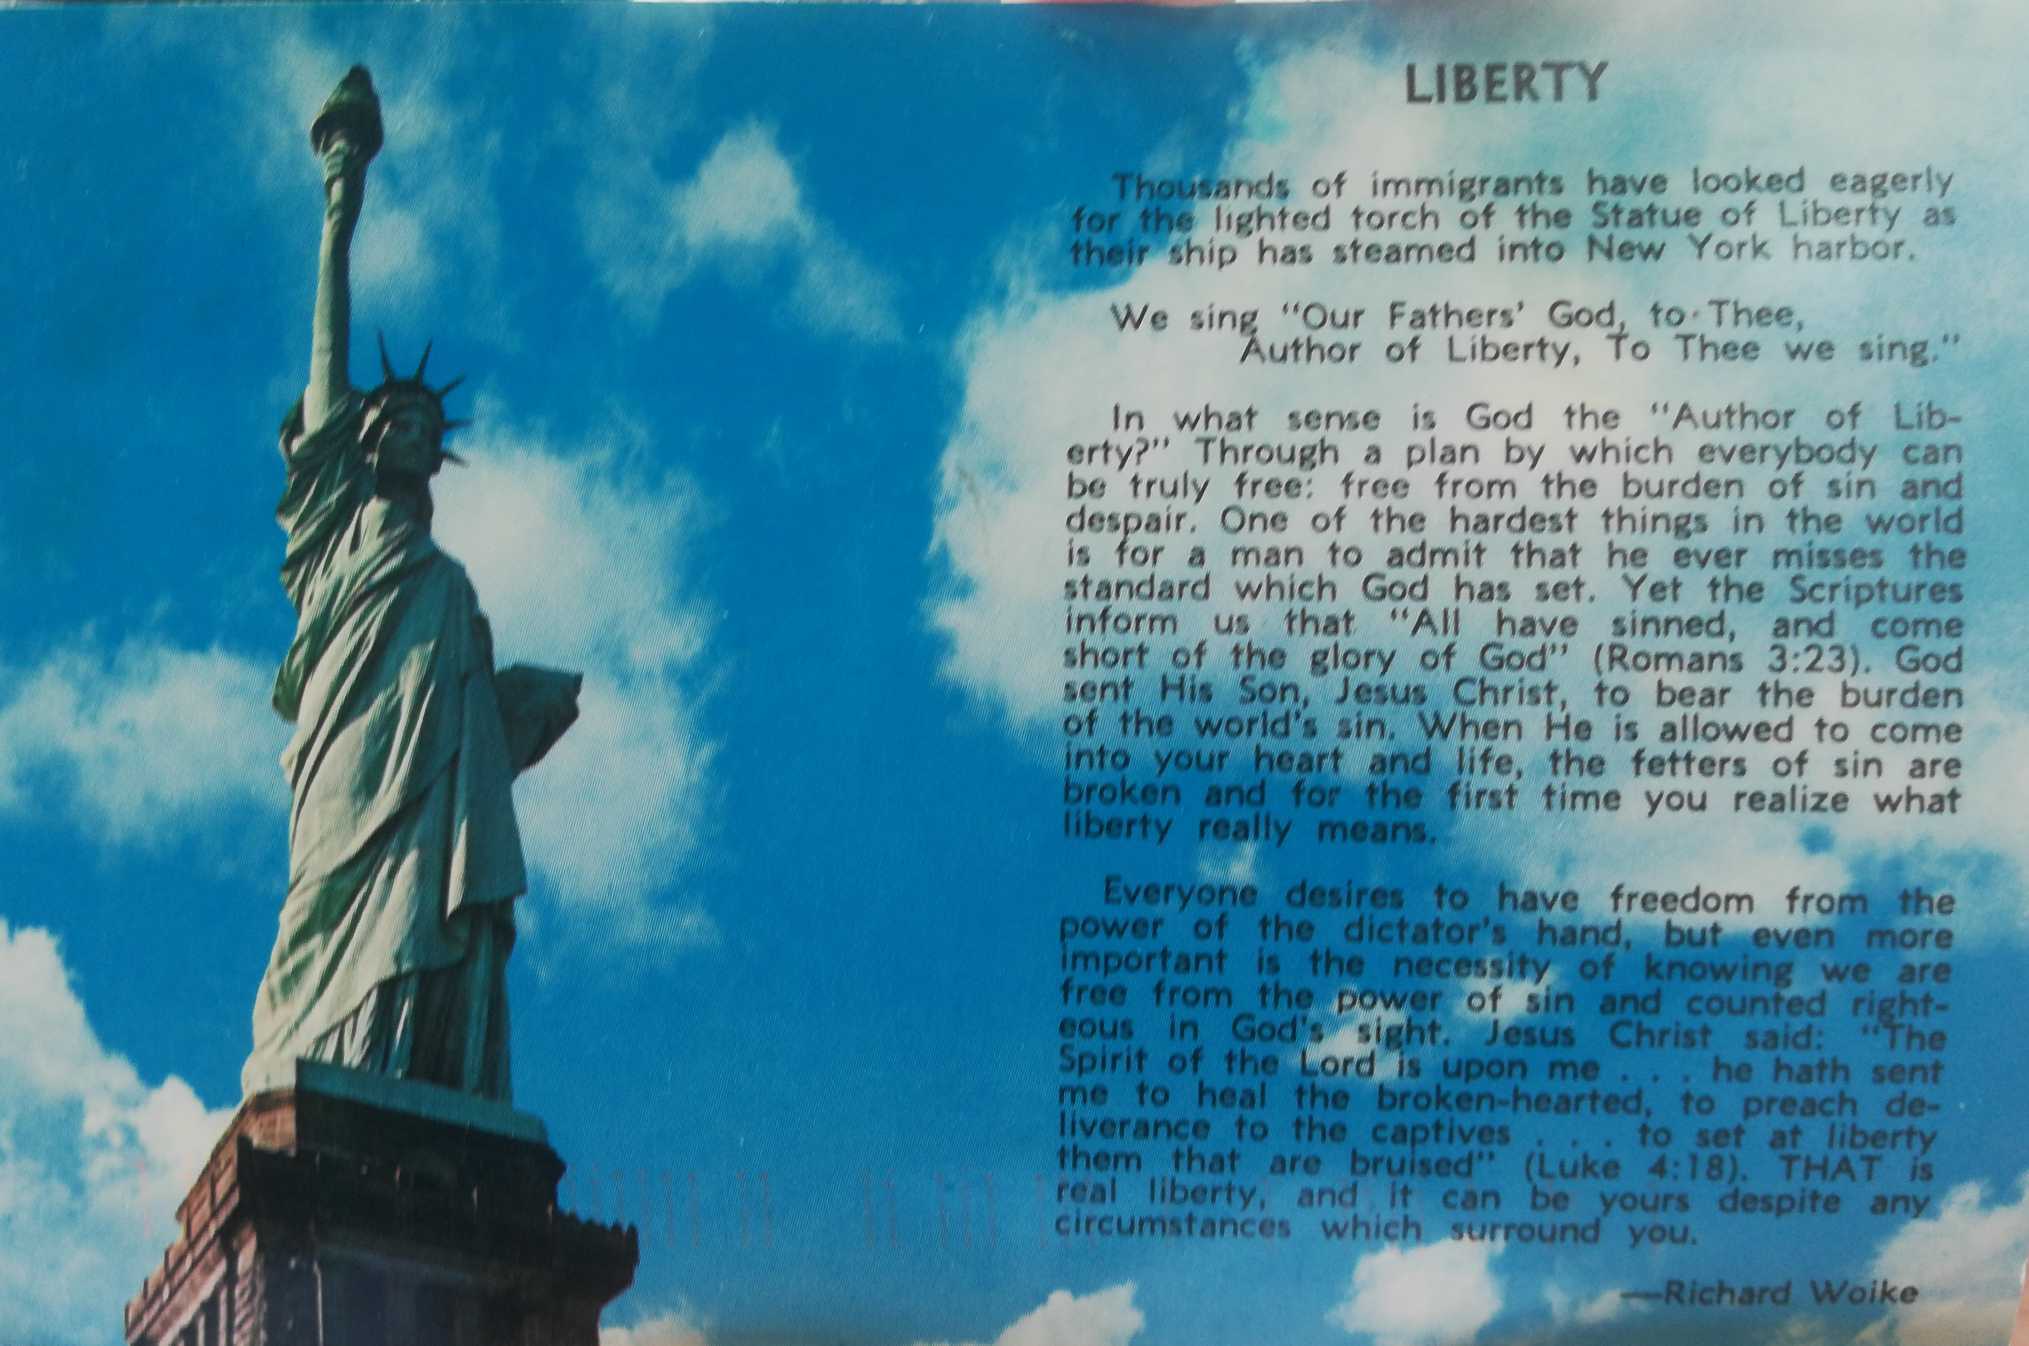 LIBERTY
Thousands of immigrants have looked eagerly
for the lighted torch of the Statue of Liberty as
their ship has steamed into New York harbor.
We sing "Our Fathers' God, to Thee,
Author of Liberty, To Thee we sing."
In what sense is God the "Author of Lib-
erty?" Through a plan by which everybody can
be truly free: free from the burden of sin and
despair. One of the hardest things in the world
is for a man to admit that he ever misses the
standard which God has set. Yet the Scriptures
inform us that "All have sinned, and come
short of the glory of God" (Romans 3:23). God
sent His Son, Jesus Christ, to bear the burden
of the world's sin. When He is allowed to come
into your heart and life, the fetters of sin are
broken and for the first time you realize what
liberty really means.
Everyone desires to have freedom from the
power of the dictator's hand, but even more
important is the necessity of knowing we are
free from the power of sin and counted right-
eous in God's sight. Jesus Christ said: "The
Spirit of the Lord is upon me . . . he hath sent
me to heal the broken-hearted, to preach de-
liverance to the captives . . . to set at liberty
them that are bruised" (Luke 4:18). THAT is
real liberty, and it can be yours despite any
circumstances which surround you.
—Richard Woike